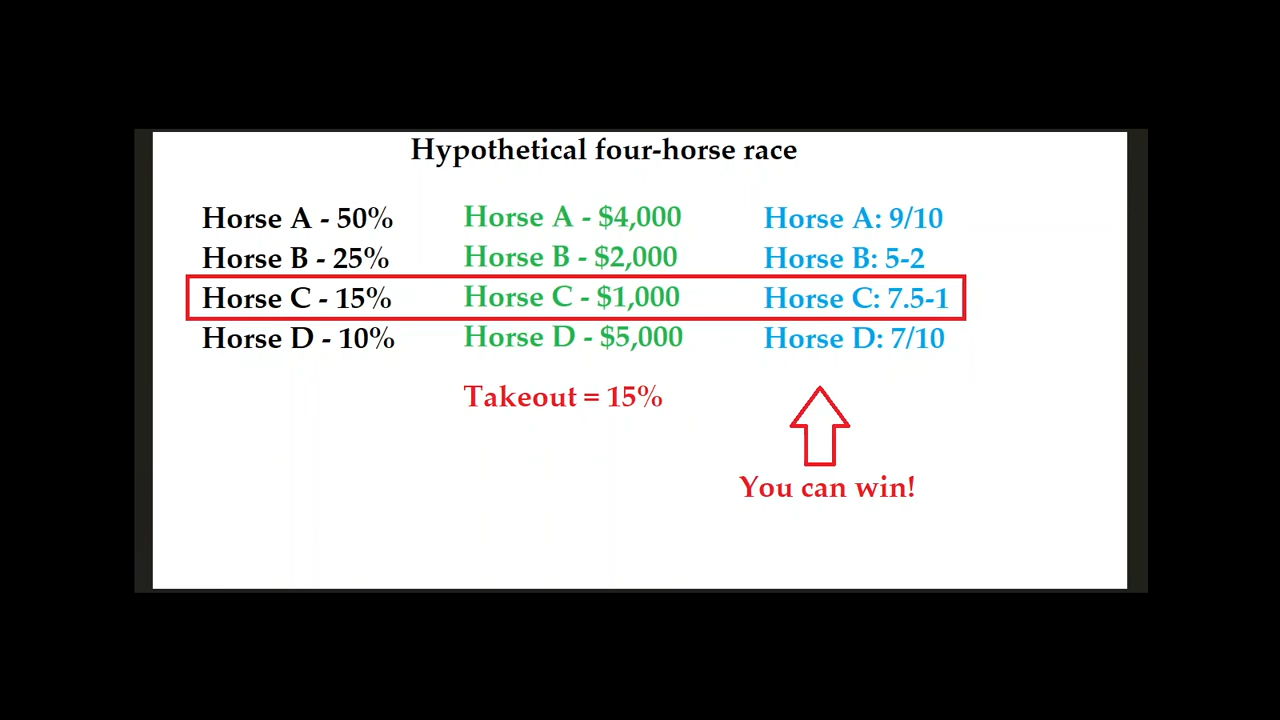 Hypothetical four-horse race
Horse A - 50%
Horse B - 25%
Horse C - 15%
Horse D - 10%
Horse A - $4,000
Horse B - $2,000
Horse C - $1,000
Horse D - $5,000
Takeout = 15%
Horse A: 9/10
Horse B: 5-2
Horse C: 7.5-1
Horse D: 7/10
You can win!